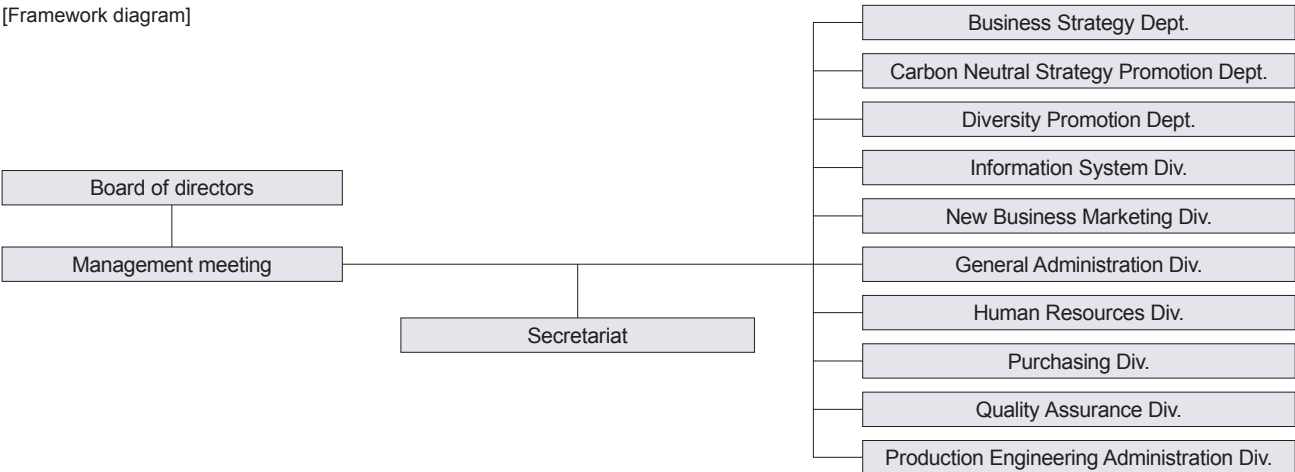 [Framework diagram]
Board of directors
Management meeting
Secretariat
Business Strategy Dept.
Carbon Neutral Strategy Promotion Dept.
Diversity Promotion Dept.
Information System Div.
New Business Marketing Div.
General Administration Div.
Human Resources Div.
Purchasing Div.
Quality Assurance Div.
Production Engineering Administration Div.